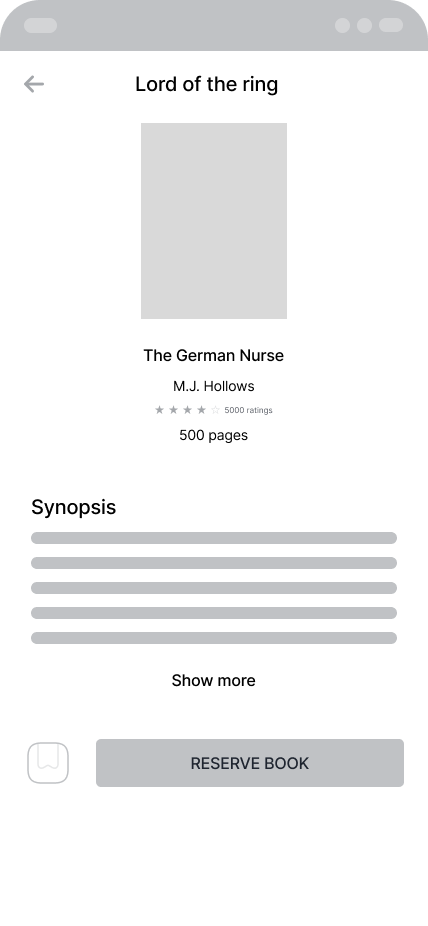 Lord of the ring
The German Nurse
M.J. Hollows
5000 ratings
500 pages
Synopsis
Show more
RESERVE BOOK